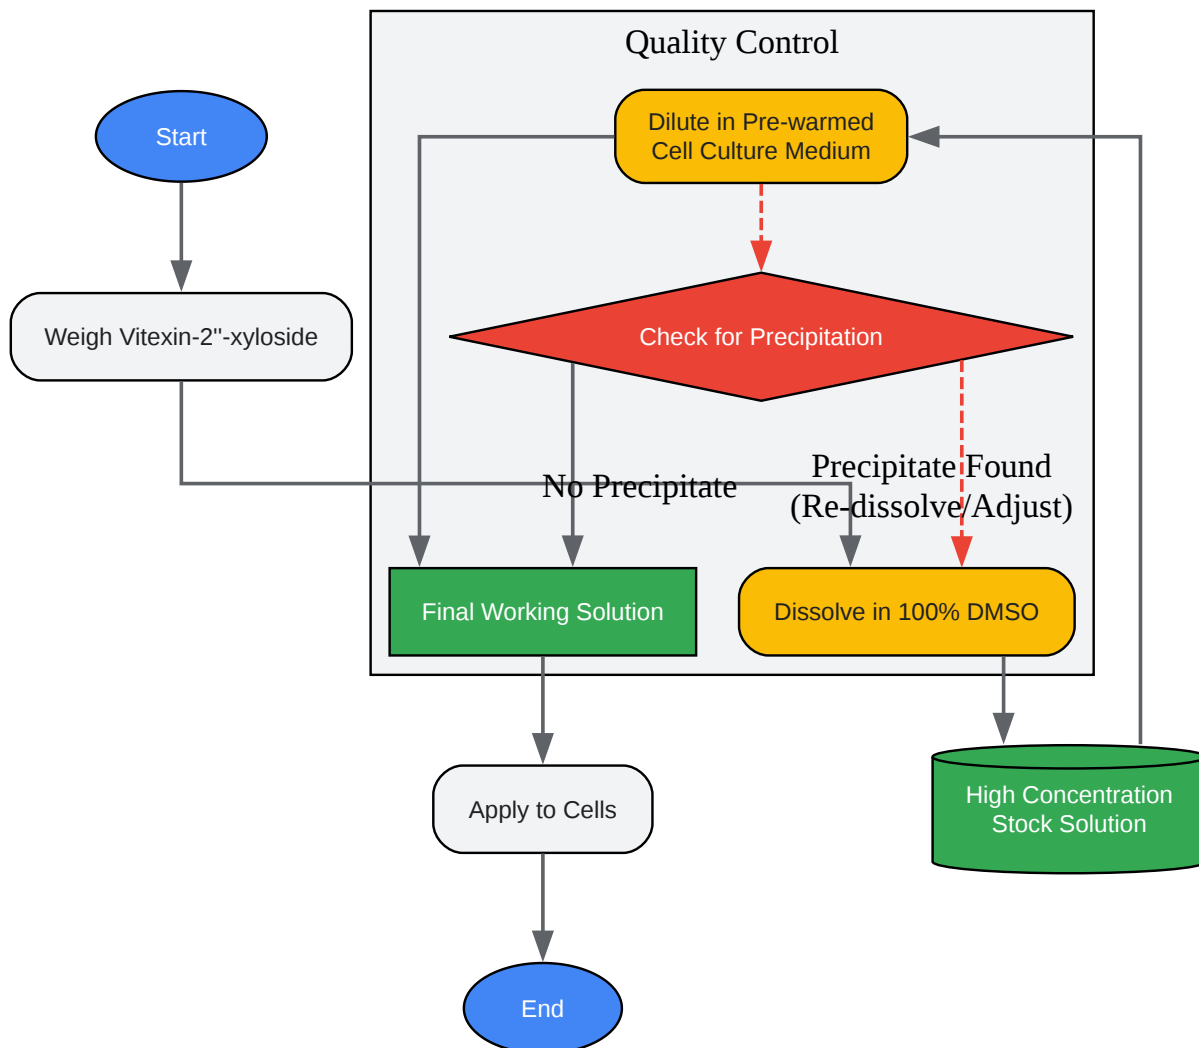 Quality Control
Start
Dilute in Pre-warmed
Cell Culture Medium
Weigh Vitexin-2"-xyloside
Check for Precipitation
No Precipitate
Precipitate Found
(Re-dissolve/Adjust)
Final Working Solution
Dissolve in 100% DMSO
Apply to Cells
High Concentration
Stock Solution
End